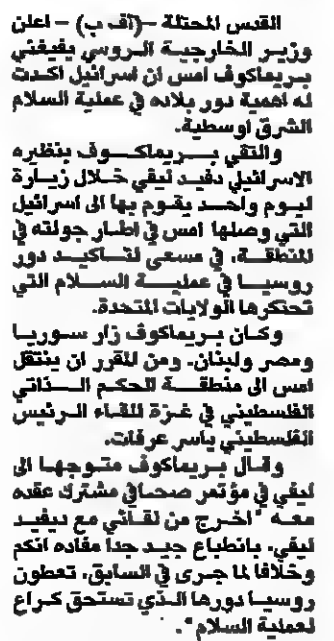 القدس المحتلة -(أف ب) - اعلن
وزير الخارجية الروسي يفيغني
بريماكوف امس ان اسرائيل اكدت
له اهمية دور بلاده في عملية السلام
الشرق اوسطية.
والتقي بريماكوف بنظيره
الاسرائيلي دفيد ليفي خلال زيارة
ليوم واحد يقوم بها الى اسرائيل
التي وصلها امس في اطار جولته في
المنطقة، في مسعى لتاكيد دور
روسيا في عملية السلام التي
تحتكرها الولايات المتحدة.
وكان بريماكوف زار سوريا
ومصر ولبنان. ومن المقرر ان ينتقل
امس الى منطقة الحكم الذاتي
الفلسطيني في غزة للقاء الرئيس
الفلسطيني ياسر عرفات.
وقال بريماكوف متوجها الى
ليفي في مؤتمر صحافي مشترك عقده
معه "اخرج من لقائي مع ديفيد
ليفي، بانطباع جيد جدا مفاده انكم
وخلافا لما جرى في السابق، تعطون
روسيا دورها الذي تستحق كراع
لعملية السلام".